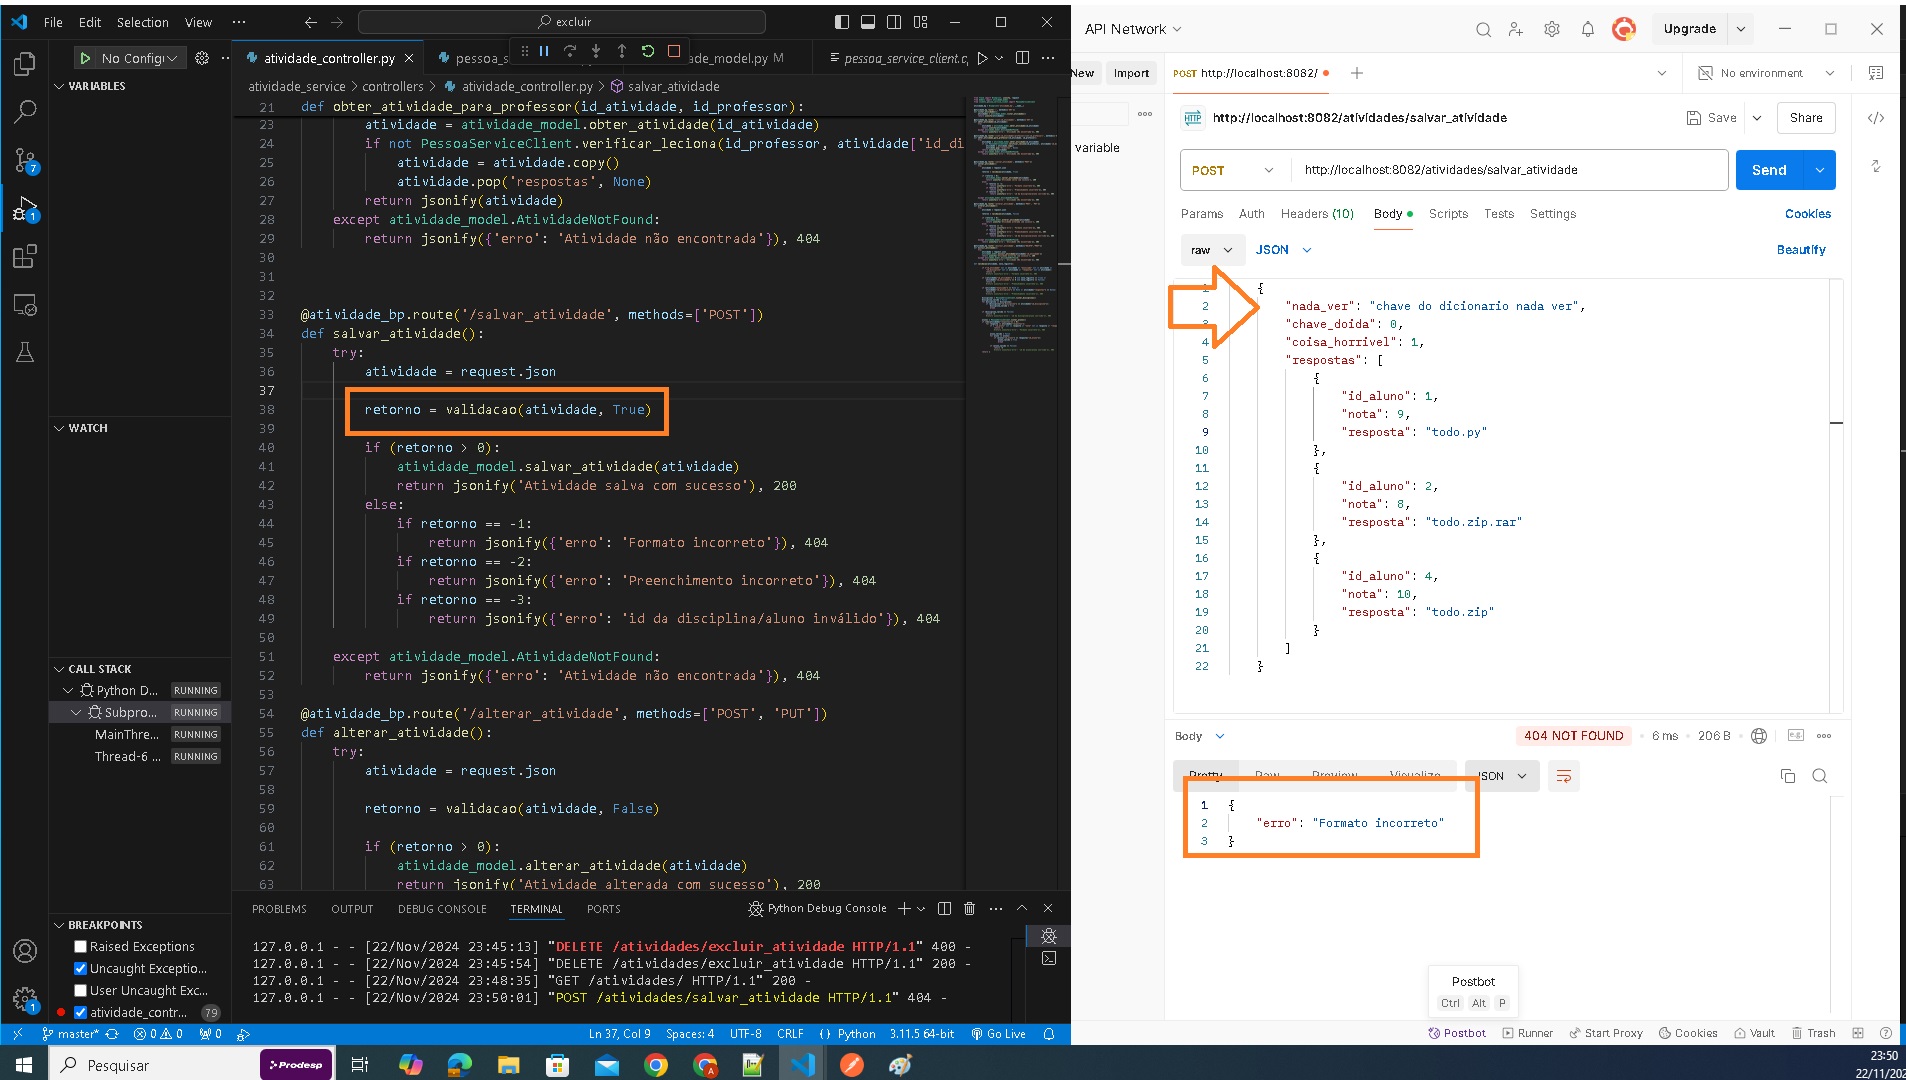 File Edit Selection View ··· excluir
No Config
atividade_controller.py
pessoa_s
de_model.py M
pessoa_service_client.c
atividade_service > controllers > atividade_controller.py > salvar_atividade
VARIABLES
21 def obter_atividade_para_professor(id_atividade, id_professor):
23 atividade = atividade_model.obter_atividade(id_atividade)
24 if not PessoaServiceClient.verificar_leciona(id_professor, atividade['id_di
25 atividade = atividade.copy()
26 atividade.pop('respostas', None)
27 return jsonify(atividade)
28 except atividade_model.AtividadeNotFound:
29 return jsonify({'erro': 'Atividade não encontrada'}), 404
30
31
32
33 @atividade_bp.route('/salvar_atividade', methods=['POST'])
34 def salvar_atividade():
35 try:
36 atividade = request.json
37
38 retorno = validacao(atividade, True)
39
40 if (retorno > 0):
41 atividade_model.salvar_atividade(atividade)
42 return jsonify('Atividade salva com sucesso'), 200
43 else:
44 if retorno == -1:
45 return jsonify({'erro': 'Formato incorreto'}), 404
46 if retorno == -2:
47 return jsonify({'erro': 'Preenchimento incorreto'}), 404
48 if retorno == -3:
49 return jsonify({'erro': 'id da disciplina/aluno inválido'}), 404
50
51 except atividade_model.AtividadeNotFound:
52 return jsonify({'erro': 'Atividade não encontrada'}), 404
53
54 @atividade_bp.route('/alterar_atividade', methods=['POST', 'PUT'])
55 def alterar_atividade():
56 try:
57 atividade = request.json
58
59 retorno = validacao(atividade, False)
60
61 if (retorno > 0):
62 atividade_model.alterar_atividade(atividade)
63 return jsonify('Atividade alterada com sucesso'), 200
WATCH
CALL STACK
Python D... RUNNING
Subpro... RUNNING
MainThre... RUNNING
Thread-6 ... RUNNING
BREAKPOINTS
Raised Exceptions
Uncaught Exceptio...
User Uncaught Exc...
atividade_contr... 79
7
1
1
PROBLEMS OUTPUT DEBUG CONSOLE TERMINAL PORTS Python Debug Console
127.0.0.1 - - [22/Nov/2024 23:45:13] "DELETE /atividades/excluir_atividade HTTP/1.1" 400 -
127.0.0.1 - - [22/Nov/2024 23:45:54] "DELETE /atividades/excluir_atividade HTTP/1.1" 200 -
127.0.0.1 - - [22/Nov/2024 23:48:35] "GET /atividades/ HTTP/1.1" 200 -
127.0.0.1 - - [22/Nov/2024 23:50:01] "POST /atividades/salvar_atividade HTTP/1.1" 404 -
master* 0 0 0 Ln 37, Col 9 Spaces: 4 UTF-8 CRLF Python 3.11.5 64-bit Go Live
API Network Upgrade
New Import POST http://localhost:8082/ No environment
HTTP http://localhost:8082/atividades/salvar_atividade Save Share
variable
POST http://localhost:8082/atividades/salvar_atividade Send
Params Auth Headers (10) Body Scripts Tests Settings Cookies
raw JSON Beautify
1 {
2 "nada_ver": "chave do dicionario nada ver",
3 "chave_doida": 0,
4 "coisa_horrivel": 1,
5 "respostas": [
6 {
7 "id_aluno": 1,
8 "nota": 9,
9 "resposta": "todo.py"
10 },
11 {
12 "id_aluno": 2,
13 "nota": 8,
14 "resposta": "todo.zip.rar"
15 },
16 {
17 "id_aluno": 4,
18 "nota": 10,
19 "resposta": "todo.zip"
20 }
21 ]
22 }
Body 404 NOT FOUND 6 ms 206 B
Pretty Raw Preview Visualize JSON
1 {
2 "erro": "Formato incorreto"
3 }
Postbot
Ctrl Alt P
Postbot Runner Start Proxy Cookies Vault Trash
Pesquisar Prodesp
23:50
22/11/202